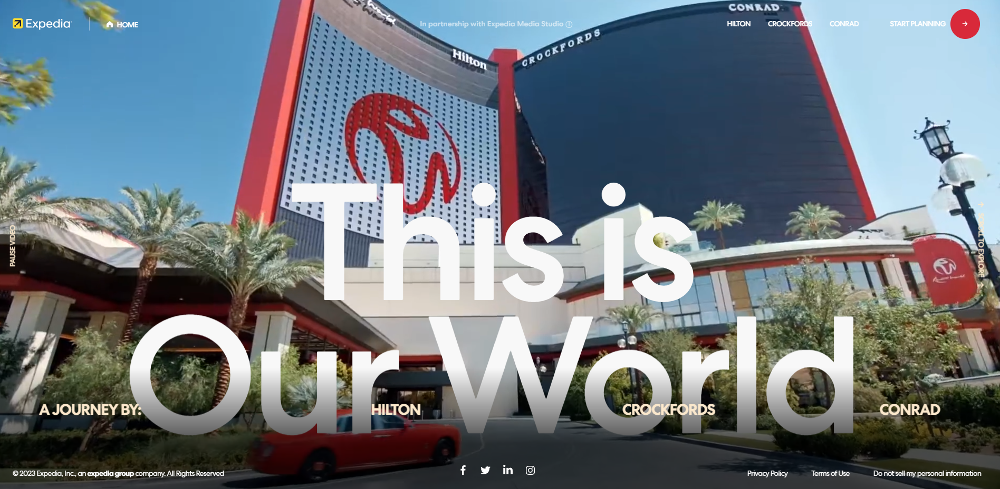 Expedia
HOME
In partnership with Expedia Media Studio
HILTON
CROCKFORDS
CONRAD
START PLANNING
World
Hilton
CROCKFORDS
CONRAD
PAUSE VIDEO
SCROLL TO EXPLORE
This is
Our World
A JOURNEY BY:
HILTON
CROCKFORDS
CONRAD
© 2023 Expedia, Inc., an expedia group company. All Rights Reserved
Privacy Policy
Terms of Use
Do not sell my personal information